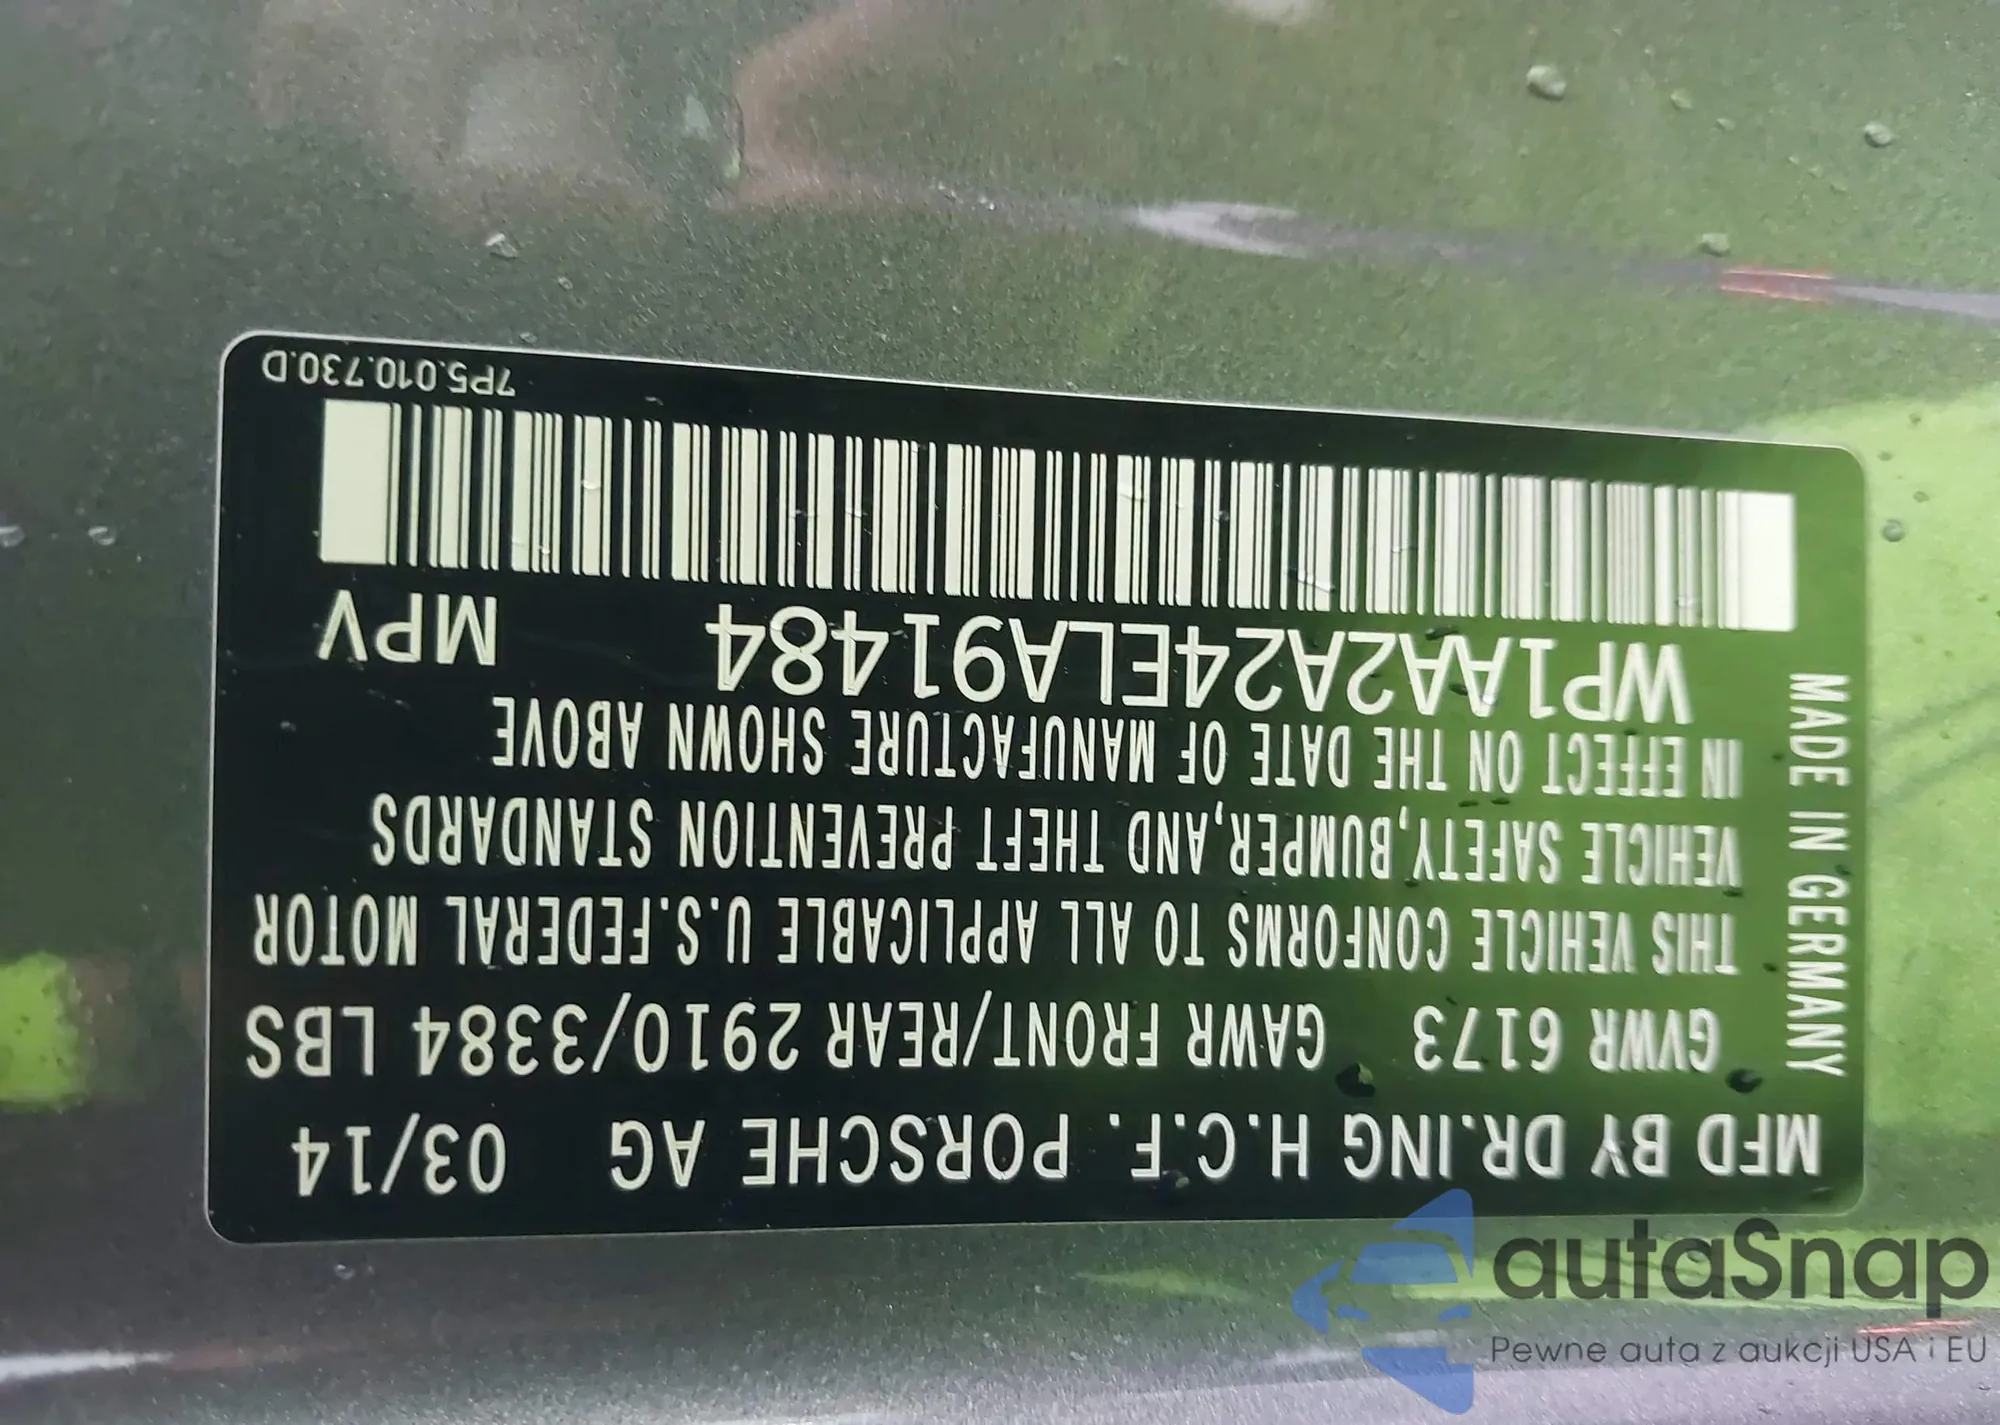 MFD BY DR.ING H.C.F. PORSCHE AG 03/14
GVWR 6173 GAWR FRONT/REAR 2910/3384 LBS
THIS VEHICLE CONFORMS TO ALL APPLICABLE U.S.FEDERAL MOTOR
VEHICLE SAFETY,BUMPER,AND THEFT PREVENTION STANDARDS
IN EFFECT ON THE DATE OF MANUFACTURE SHOWN ABOVE
WP1AA2A24ELA91484 MPV
7P5.010.730.D
MADE IN GERMANY
autaSnap
Pewne auta z aukcji USA i EU